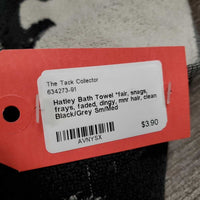 The Tack Collector
634273-91
Hatley Bath Towel *fair, snags,
frays, faded, dingy, mnr hair, clean
Black/Grey Sm/Med
$3.90
AVNYSX